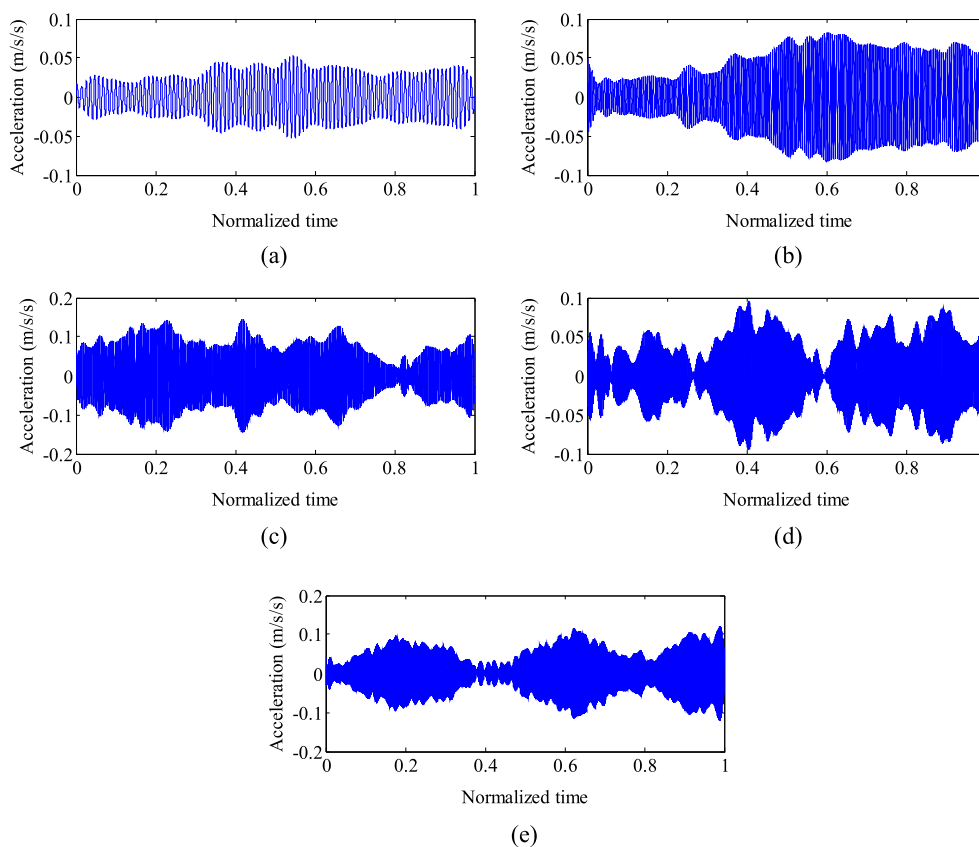 0.1
0.05
0
-0.05
-0.1
Acceleration (m/s/s)
0 0.2 0.4 0.6 0.8 1
Normalized time
(a)
0.1
0.05
0
-0.05
-0.1
Acceleration (m/s/s)
0 0.2 0.4 0.6 0.8
Normalized time
(b)
0.2
0.1
0
-0.1
-0.2
Acceleration (m/s/s)
0 0.2 0.4 0.6 0.8 1
Normalized time
(c)
0.1
0.05
0
-0.05
-0.1
Acceleration (m/s/s)
0 0.2 0.4 0.6 0.8
Normalized time
(d)
0.2
0.1
0
-0.1
-0.2
Acceleration (m/s/s)
0 0.2 0.4 0.6 0.8 1
Normalized time
(e)